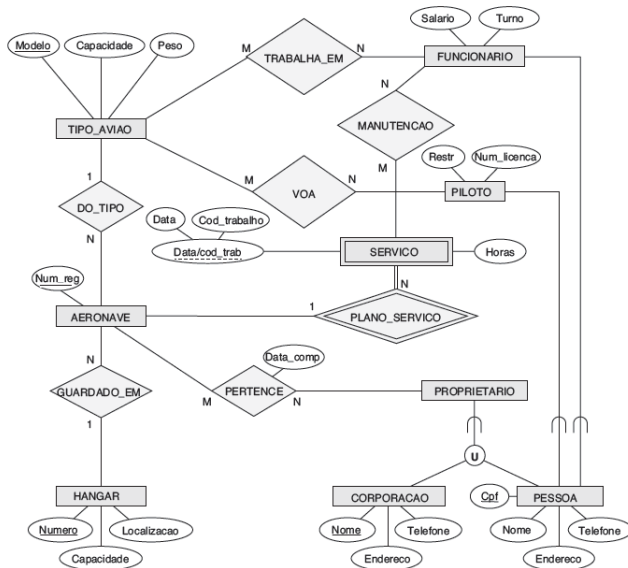 Salario
Turno
Modelo
Capacidade
Peso
M
TRABALHA_EM
N
FUNCIONARIO
N
TIPO_AVIAO
MANUTENCAO
1
M
Restr
Num_licenca
M
VOA
N
PILOTO
DO_TIPO
Data
Cod_trabalho
N
Data/cod_trab
SERVICO
Horas
Num_reg
N
1
AERONAVE
PLANO_SERVICO
N
Data_comp
GUARDADO_EM
M
PERTENCE
N
PROPRIETARIO
1
U
HANGAR
CORPORACAO
Cpf
PESSOA
Numero
Localizacao
Nome
Telefone
Nome
Telefone
Capacidade
Endereco
Endereco